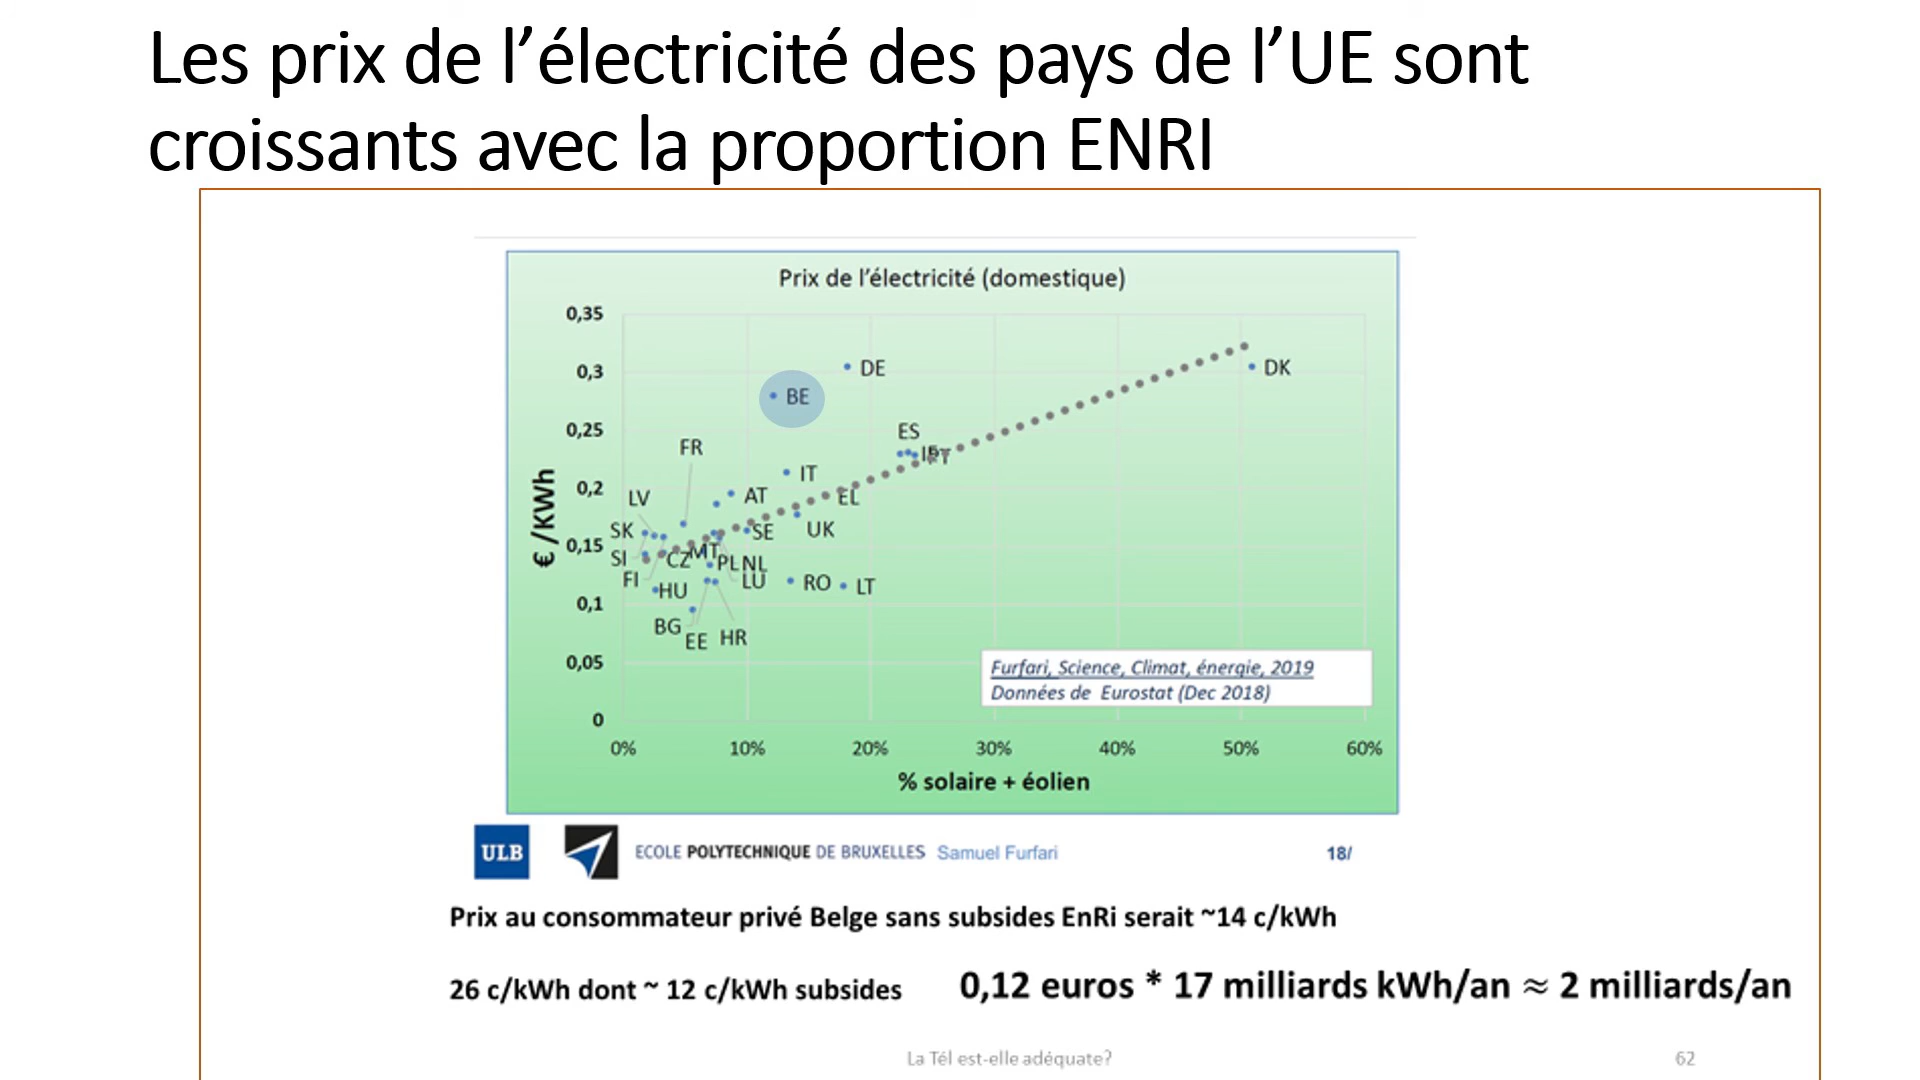 Les prix de l’électricité des pays de l’UE sont
croissants avec la proportion ENRI
Prix de l’électricité (domestique)
0,35
0,3
0,25
0,2
0,15
0,1
0,05
0
€ /KWh
DE
DK
BE
ES
FR
PT
IT
LV
AT
EL
SK
SE
UK
SI
CZ
MT
PL
NL
FI
LU
HU
RO
LT
BG
EE
HR
Furfari, Science, Climat, énergie, 2019
Données de Eurostat (Dec 2018)
0%
10%
20%
30%
40%
50%
60%
% solaire + éolien
ULB
ECOLE POLYTECHNIQUE DE BRUXELLES Samuel Furfari
18/
Prix au consommateur privé Belge sans subsides EnRi serait ~14 c/kWh
26 c/kWh dont ~ 12 c/kWh subsides
0,12 euros * 17 milliards kWh/an ≈ 2 milliards/an
La Tél est-elle adéquate?
62